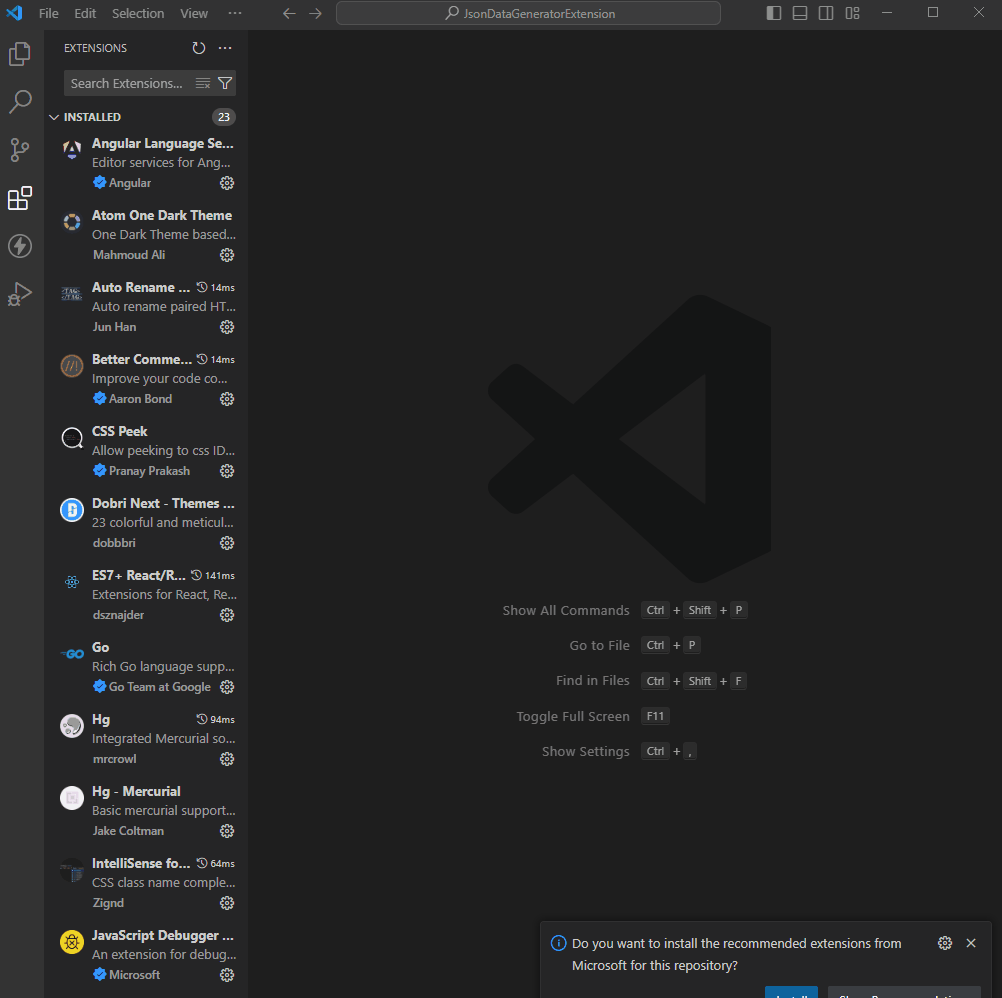 File Edit Selection View ···
JsonDataGeneratorExtension
EXTENSIONS
Search Extensions...
INSTALLED 23
Angular Language Se...
Editor services for Ang...
Angular
Atom One Dark Theme
One Dark Theme based...
Mahmoud Ali
Auto Rename ... 14ms
Auto rename paired HT...
Jun Han
Better Comme... 14ms
Improve your code co...
Aaron Bond
CSS Peek
Allow peeking to css ID...
Pranay Prakash
Dobri Next - Themes ...
23 colorful and meticul...
dobbbri
ES7+ React/R... 141ms
Extensions for React, Re...
dsznajder
GO
Go
Rich Go language supp...
Go Team at Google
Hg 94ms
Integrated Mercurial so...
mrcrowl
Hg - Mercurial
Basic mercurial support...
Jake Coltman
IntelliSense fo... 64ms
CSS class name comple...
Zignd
JavaScript Debugger ...
An extension for debug...
Microsoft
Show All Commands Ctrl + Shift + P
Go to File Ctrl + P
Find in Files Ctrl + Shift + F
Toggle Full Screen F11
Show Settings Ctrl + ,
Do you want to install the recommended extensions from
Microsoft for this repository?